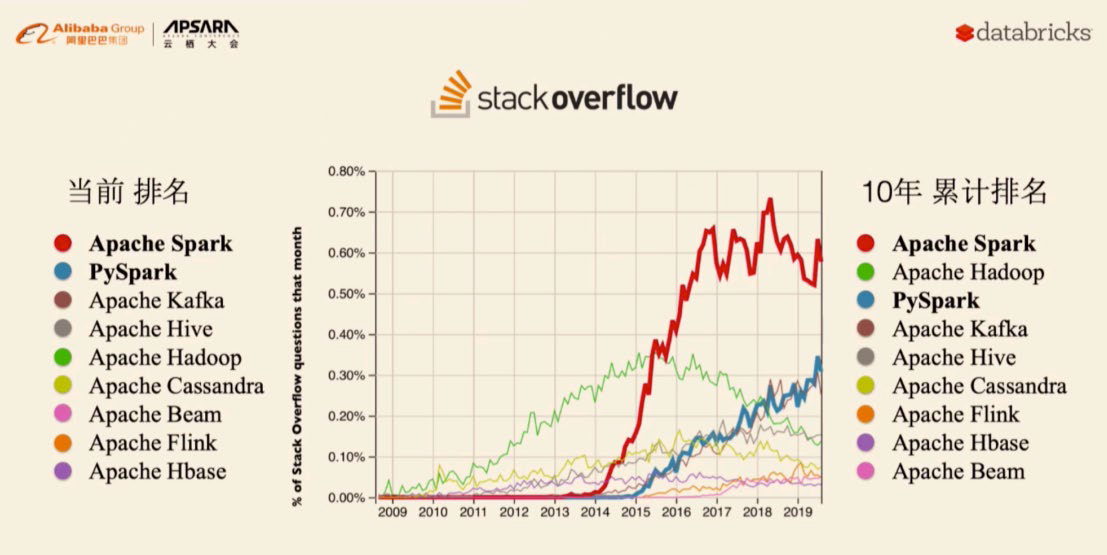 Alibaba Group
阿里巴巴集团
APSARA
云栖大会
databricks
stackoverflow
当前 排名
Apache Spark
PySpark
Apache Kafka
Apache Hive
Apache Hadoop
Apache Cassandra
Apache Beam
Apache Flink
Apache Hbase
% of Stack Overflow questions that month
0.80%
0.70%
0.60%
0.50%
0.40%
0.30%
0.20%
0.10%
0.00%
2009 2010 2011 2012 2013 2014 2015 2016 2017 2018 2019
10年 累计排名
Apache Spark
Apache Hadoop
PySpark
Apache Kafka
Apache Hive
Apache Cassandra
Apache Flink
Apache Hbase
Apache Beam